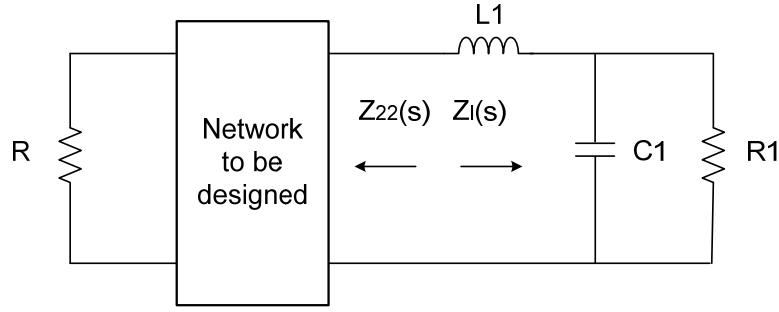 L1
R
Network
to be
designed
Z22(s)
Zl(s)
C1
R1